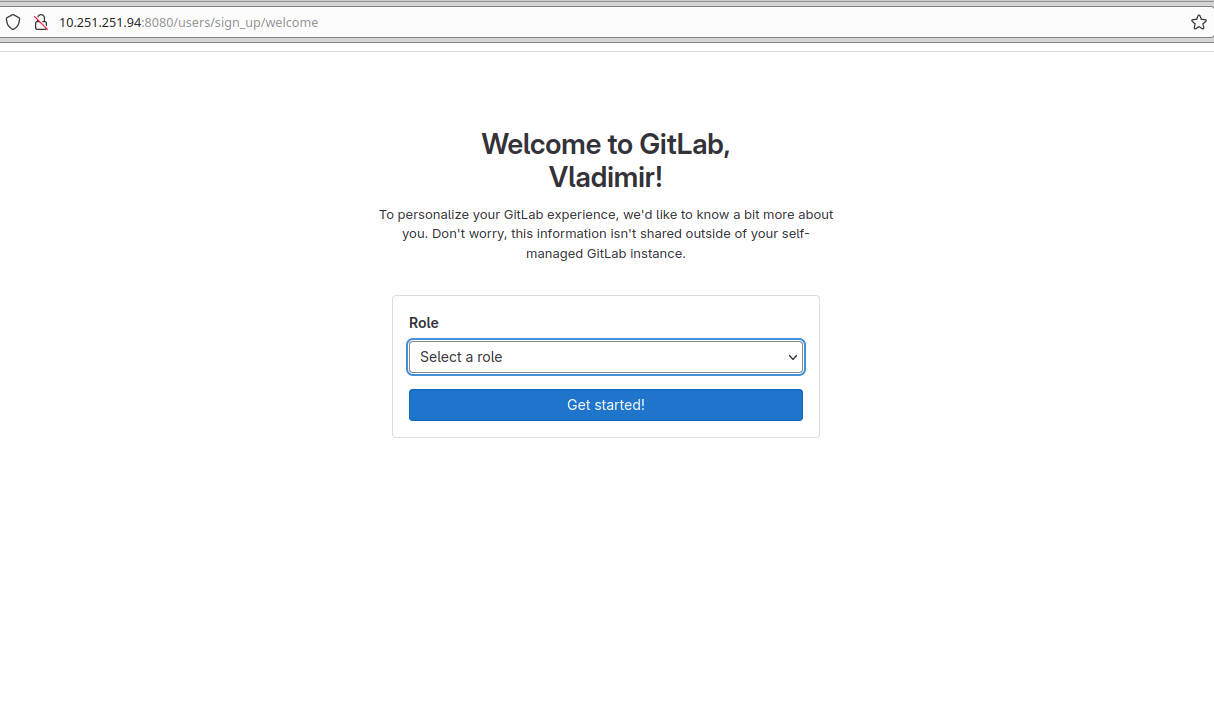 10.251.251.94:8080/users/sign_up/welcome
Welcome to GitLab,
Vladimir!
To personalize your GitLab experience, we'd like to know a bit more about
you. Don't worry, this information isn't shared outside of your self-
managed GitLab instance.
Role
Select a role
Get started!